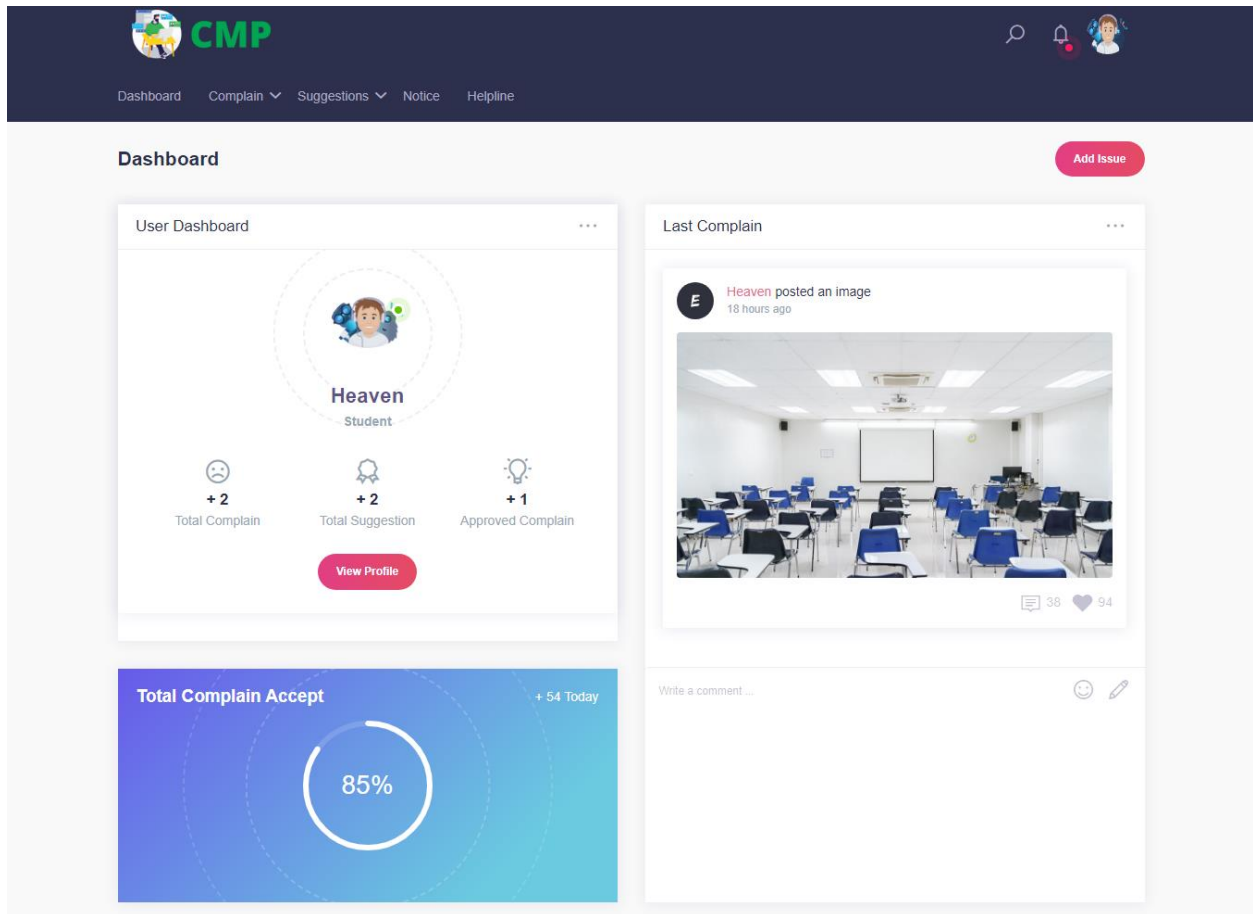 CMP
Dashboard Complain Suggestions Notice Helpline
Dashboard
Add Issue
User Dashboard
...
Heaven
Student
+ 2
Total Complain
+ 2
Total Suggestion
+ 1
Approved Complain
View Profile
Last Complain
...
E
Heaven posted an image
18 hours ago
38 94
Total Complain Accept
+ 54 Today
85%
Write a comment ...